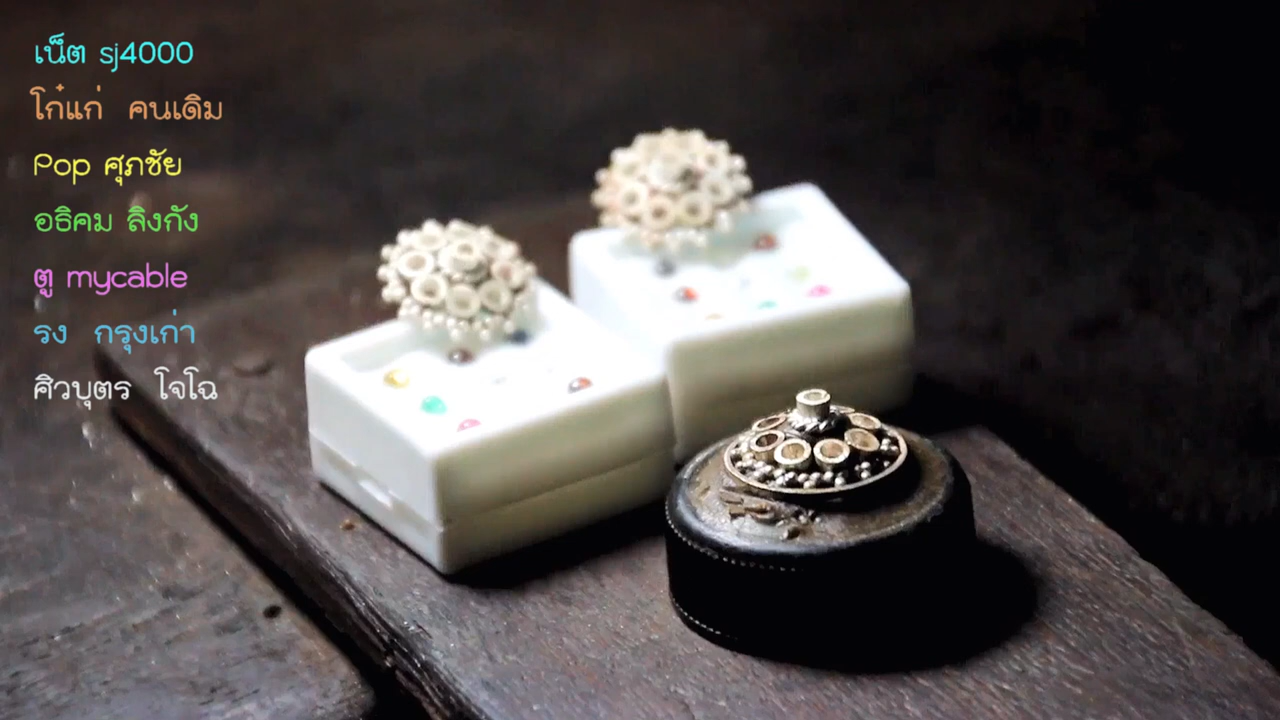 เน็ต sj4000
โก๋แก่ คนเดิม
Pop ศุภชัย
อธิคม ลิงกัง
ตู mycable
รง กรุงเก่า
ศิวบุตร โจโฉ